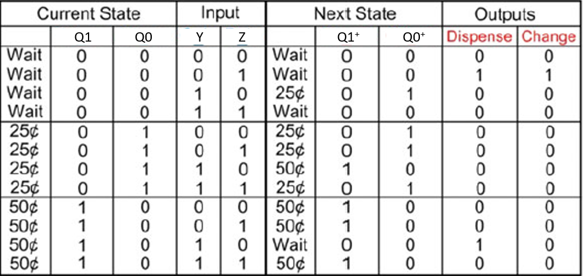 Current State Input Next State Outputs
Q1 Q0 Y Z Q1⁺ Q0⁺ Dispense Change
Wait 0 0 0 0 Wait 0 0 0 0
Wait 0 0 0 1 Wait 0 0 1 1
Wait 0 0 1 0 25¢ 0 1 0 0
Wait 0 0 1 1 Wait 0 0 0 0
25¢ 0 1 0 0 25¢ 0 1 0 0
25¢ 0 1 0 1 25¢ 0 1 0 0
25¢ 0 1 1 0 50¢ 1 0 0 0
25¢ 0 1 1 1 25¢ 0 1 0 0
50¢ 1 0 0 0 50¢ 1 0 0 0
50¢ 1 0 0 1 50¢ 1 0 0 0
50¢ 1 0 1 0 Wait 0 0 1 0
50¢ 1 0 1 1 50¢ 1 0 0 0